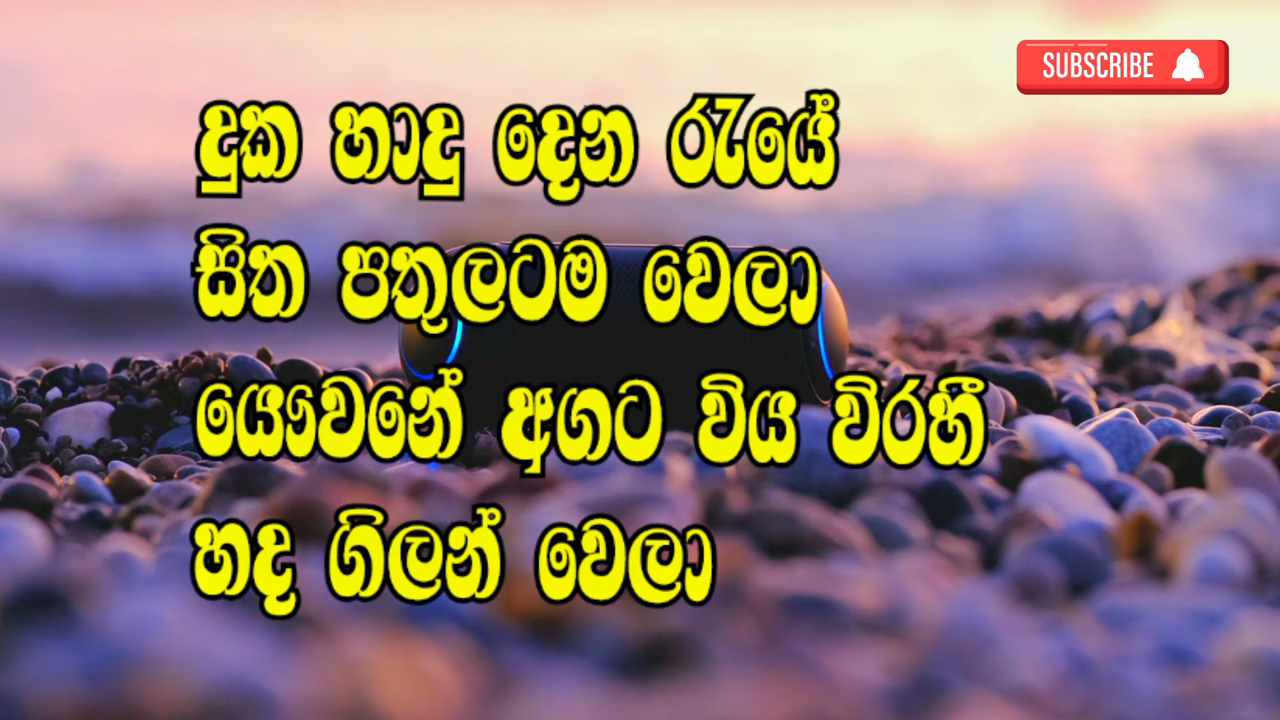 SUBSCRIBE
දුක හාදු දෙන රැයේ
සිත පතුලටම වෙලා
යෞවනේ අගට විය විරහී
හද ගිලන් වෙලා